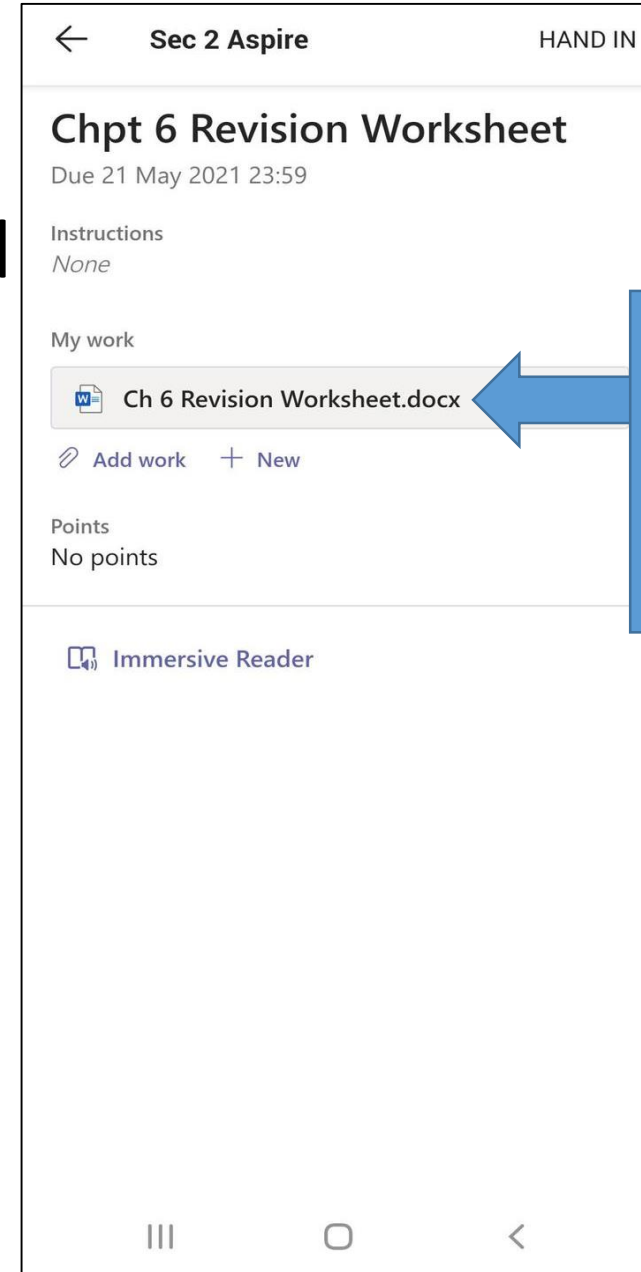 Sec 2 Aspire HAND IN
Chpt 6 Revision Worksheet
Due 21 May 2021 23:59
Instructions
None
My work
Ch 6 Revision Worksheet.docx
Add work + New
Points
No points
Immersive Reader